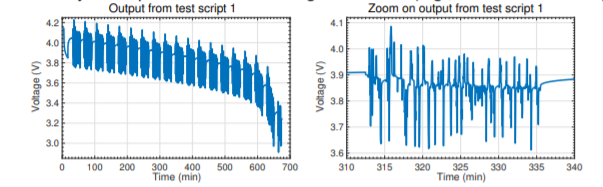 Output from test script 1
Voltage (V)
4.2
4.0
3.8
3.6
3.4
3.2
3.0
0 100 200 300 400 500 600 700
Time (min)
Zoom on output from test script 1
Voltage (V)
4.1
4.0
3.9
3.8
3.7
3.6
310 315 320 325 330 335 340
Time (min)